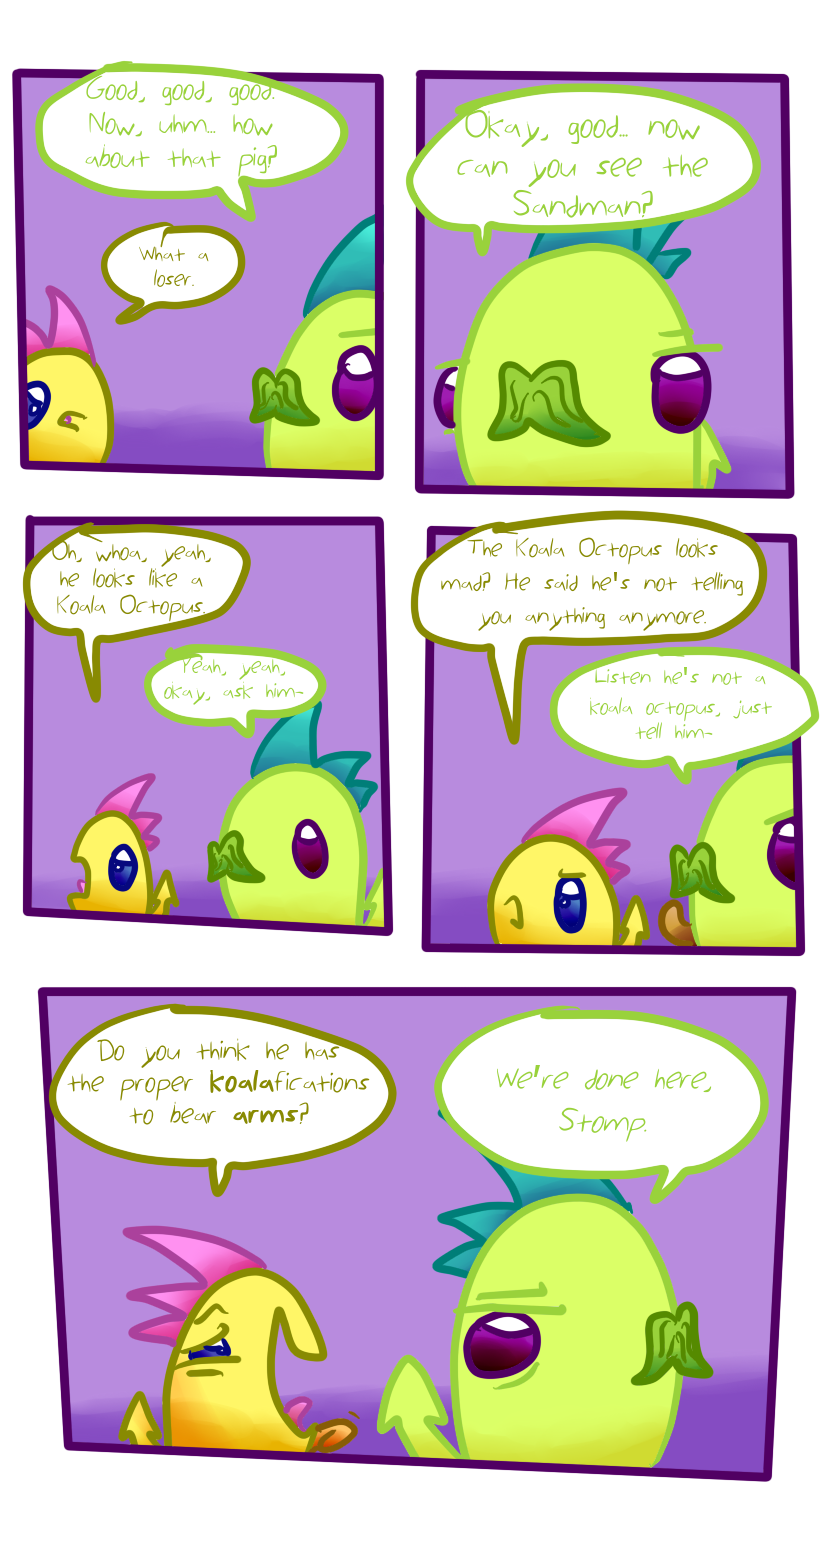 Good, good, good.
Now, uhm... how
about that pig?
What a
loser.
Okay, good... now
can you see the
Sandman?
Oh, whoa, yeah,
he looks like a
Koala Octopus.
Yeah, yeah,
okay, ask him-
The Koala Octopus looks
mad? He said he's not telling
you anything anymore.
Listen he's not a
koala octopus, just
tell him-
Do you think he has
the proper koalafications
to bear arms?
We're done here,
Stomp.